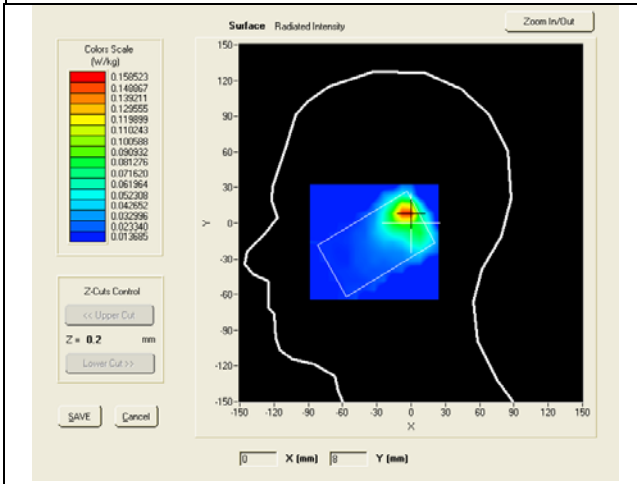 Surface Radiated Intensity
Zoom In/Out
Colors Scale
(W/kg)
0.158523
0.148867
0.139211
0.129555
0.119899
0.110243
0.100588
0.090932
0.081276
0.071620
0.061964
0.052308
0.042652
0.032996
0.023340
0.013685
Z-Cuts Control
<< Upper Cut
Z = 0.2 mm
Lower Cut >>
SAVE Cancel
150-
120-
90-
60-
30-
0-
-30-
-60-
-90-
-120-
-150-
Y
-150 -120 -90 -60 -30 0 30 60 90 120 150
X
0 X (mm) 8 Y (mm)